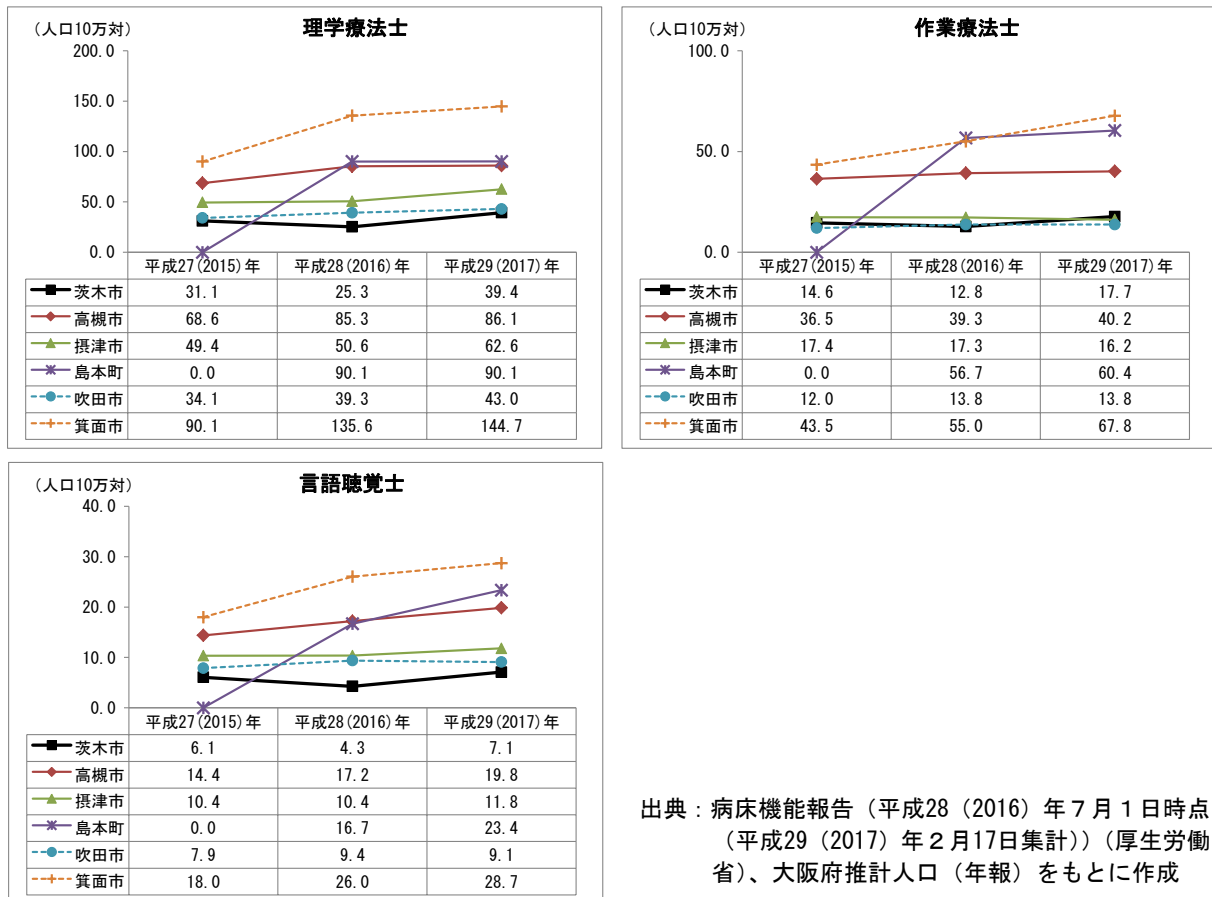 （人口10万対）
理学療法士
200.0
150.0
100.0
50.0
0.0
平成27(2015)年 平成28(2016)年 平成29(2017)年
茨木市 31.1 25.3 39.4
高槻市 68.6 85.3 86.1
摂津市 49.4 50.6 62.6
島本町 0.0 90.1 90.1
吹田市 34.1 39.3 43.0
箕面市 90.1 135.6 144.7
（人口10万対）
作業療法士
100.0
50.0
0.0
平成27(2015)年 平成28(2016)年 平成29(2017)年
茨木市 14.6 12.8 17.7
高槻市 36.5 39.3 40.2
摂津市 17.4 17.3 16.2
島本町 0.0 56.7 60.4
吹田市 12.0 13.8 13.8
箕面市 43.5 55.0 67.8
（人口10万対）
言語聴覚士
40.0
30.0
20.0
10.0
0.0
平成27(2015)年 平成28(2016)年 平成29(2017)年
茨木市 6.1 4.3 7.1
高槻市 14.4 17.2 19.8
摂津市 10.4 10.4 11.8
島本町 0.0 16.7 23.4
吹田市 7.9 9.4 9.1
箕面市 18.0 26.0 28.7
出典：病床機能報告（平成28（2016）年７月１日時点
（平成29（2017）年２月17日集計））（厚生労働
省）、大阪府推計人口（年報）をもとに作成